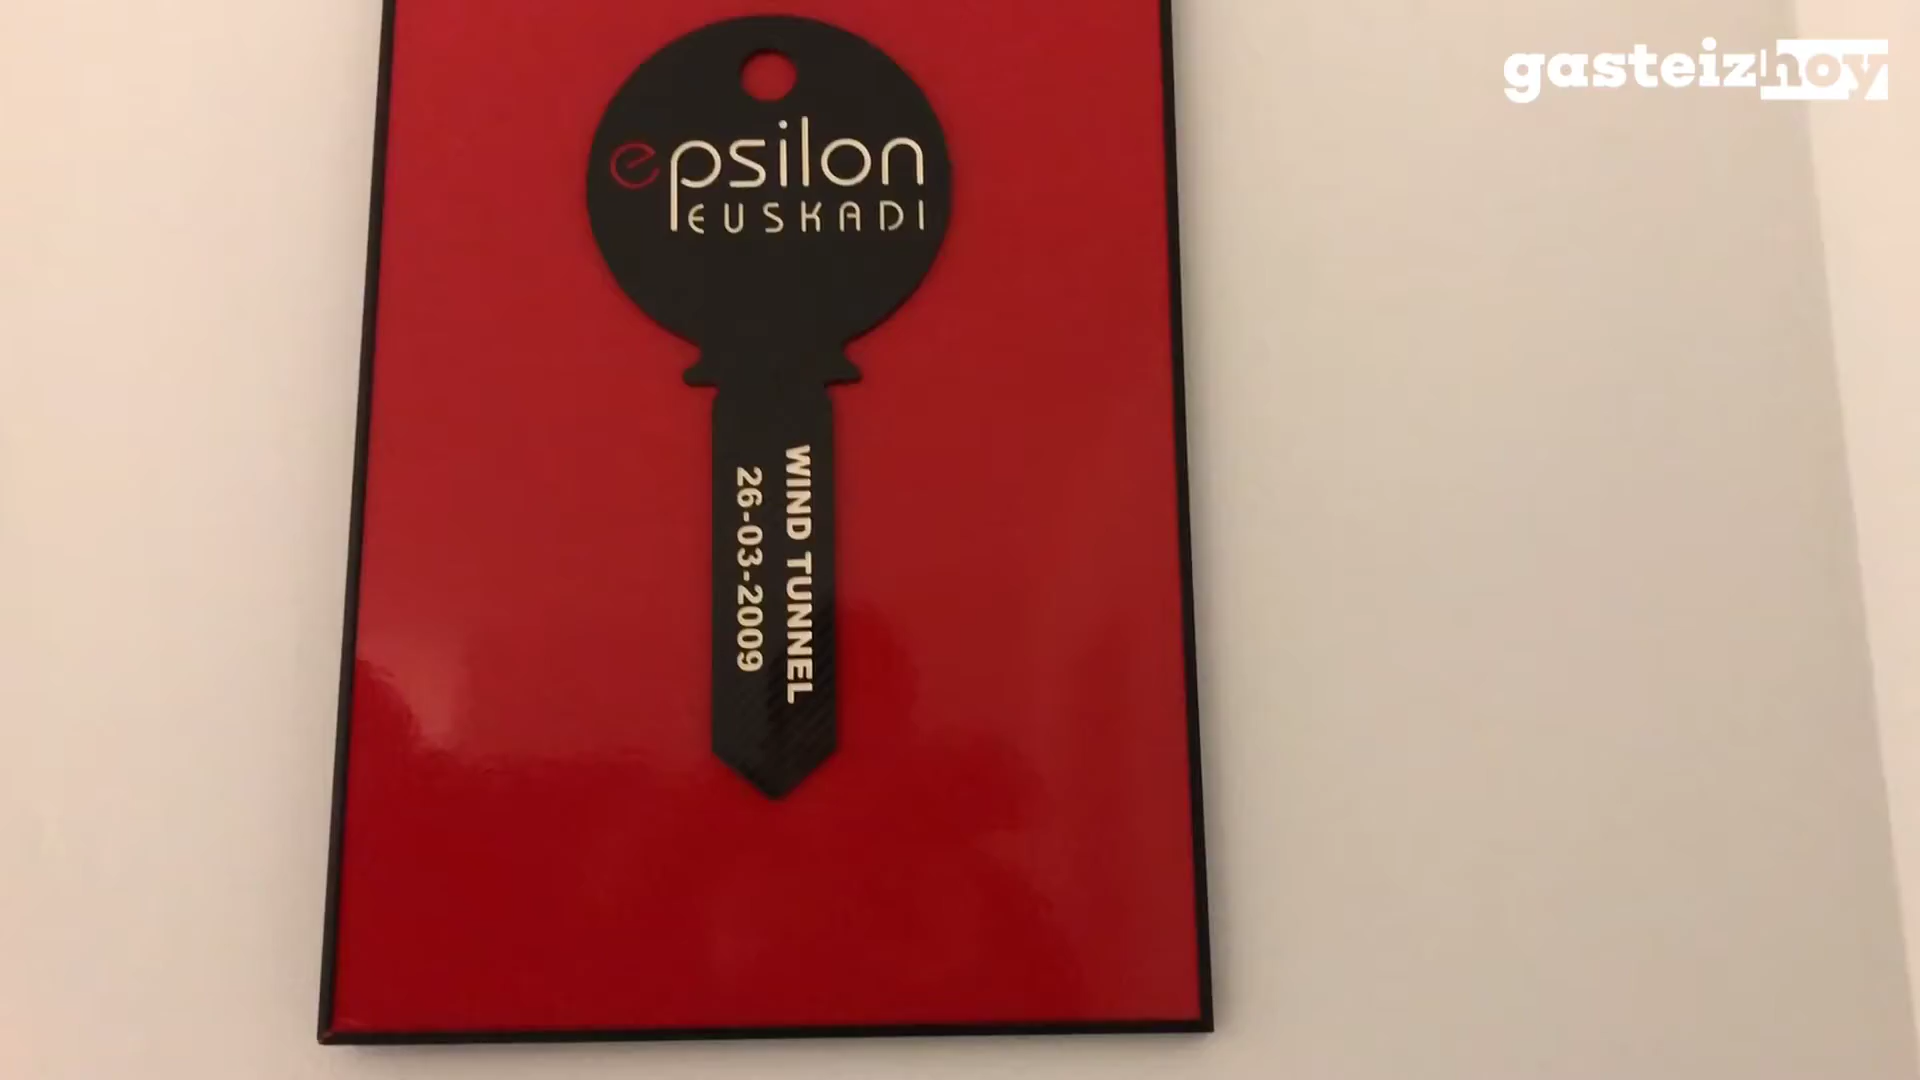 gasteizhoy
epsilon
EUSKADI
WIND TUNNEL
26-03-2009